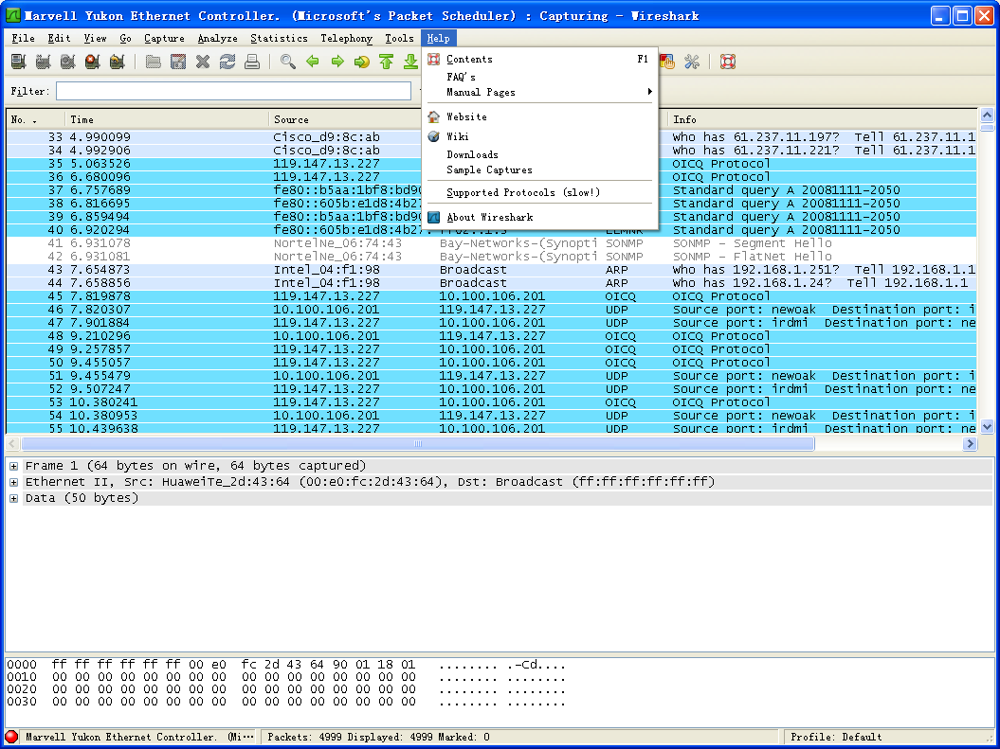 Marvell Yukon Ethernet Controller. (Microsoft's Packet Scheduler) : Capturing - Wireshark
File Edit View Go Capture Analyze Statistics Telephony Tools Help
Contents F1
FAQ's
Manual Pages
Website
Wiki
Downloads
Sample Captures
Supported Protocols (slow!)
About Wireshark
Filter:
No. . Time Source Info
33 4.990099 Cisco_d9:8c:ab Who has 61.237.11.197? Tell 61.237.11.1
34 4.992906 Cisco_d9:8c:ab Who has 61.237.11.221? Tell 61.237.11.1
35 5.063526 119.147.13.227 OICQ Protocol
36 6.680096 119.147.13.227 OICQ Protocol
37 6.757689 fe80::b5aa:1bf8:bd90 Standard query A 20081111-2050
38 6.816695 fe80::605b:e1d8:4b27 Standard query A 20081111-2050
39 6.859494 fe80::b5aa:1bf8:bd90 Standard query A 20081111-2050
40 6.920294 fe80::605b:e1d8:4b27 Standard query A 20081111-2050
41 6.931078 NortelNe_06:74:43 Bay-Networks-(Synopti SONMP SONMP - Segment Hello
42 6.931081 NortelNe_06:74:43 Bay-Networks-(Synopti SONMP SONMP - FlatNet Hello
43 7.654873 Intel_04:f1:98 Broadcast ARP Who has 192.168.1.251? Tell 192.168.1.1
44 7.658856 Intel_04:f1:98 Broadcast ARP Who has 192.168.1.24? Tell 192.168.1.1
45 7.819878 119.147.13.227 10.100.106.201 OICQ OICQ Protocol
46 7.820307 10.100.106.201 119.147.13.227 UDP Source port: newoak Destination port: i
47 7.901884 119.147.13.227 10.100.106.201 UDP Source port: irdmi Destination port: ne
48 9.210296 119.147.13.227 10.100.106.201 OICQ OICQ Protocol
49 9.257857 119.147.13.227 10.100.106.201 OICQ OICQ Protocol
50 9.455057 119.147.13.227 10.100.106.201 OICQ OICQ Protocol
51 9.455479 10.100.106.201 119.147.13.227 UDP Source port: newoak Destination port: i
52 9.507247 119.147.13.227 10.100.106.201 UDP Source port: irdmi Destination port: ne
53 10.380241 119.147.13.227 10.100.106.201 OICQ OICQ Protocol
54 10.380953 10.100.106.201 119.147.13.227 UDP Source port: newoak Destination port: i
55 10.439638 119.147.13.227 10.100.106.201 UDP Source port: irdmi Destination port: ne
Frame 1 (64 bytes on wire, 64 bytes captured)
Ethernet II, Src: HuaweiTe_2d:43:64 (00:e0:fc:2d:43:64), Dst: Broadcast (ff:ff:ff:ff:ff:ff)
Data (50 bytes)
0000 ff ff ff ff ff ff 00 e0 fc 2d 43 64 90 01 18 01 ........ .-Cd....
0010 00 00 00 00 00 00 00 00 00 00 00 00 00 00 00 00 ........ ........
0020 00 00 00 00 00 00 00 00 00 00 00 00 00 00 00 00 ........ ........
0030 00 00 00 00 00 00 00 00 00 00 00 00 00 00 00 00 ........ ........
Marvell Yukon Ethernet Controller. (Mi··· Packets: 4999 Displayed: 4999 Marked: 0 Profile: Default